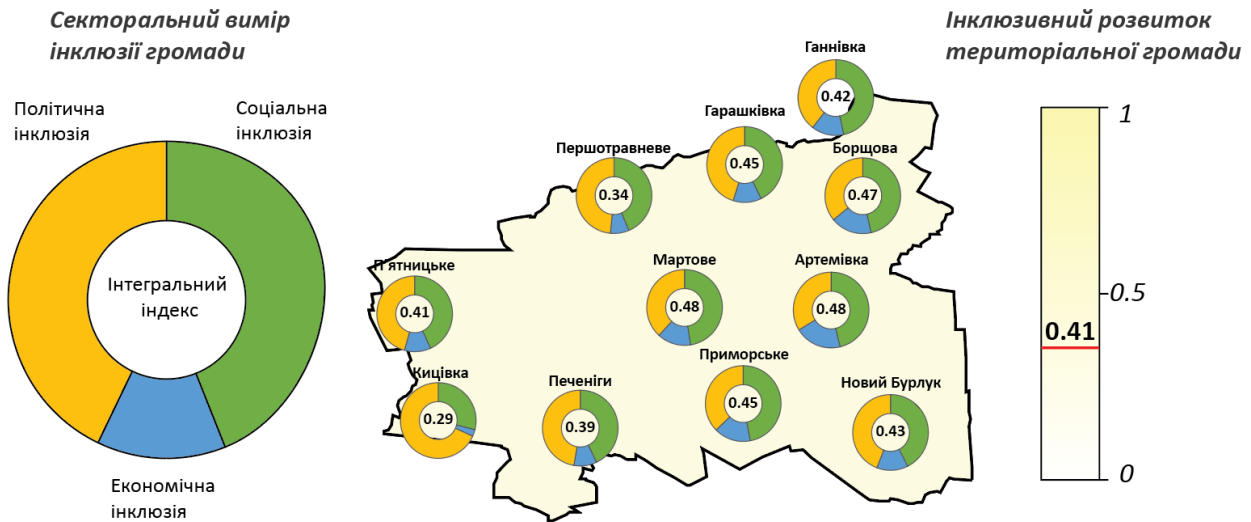 Секторальний вимір
інклюзії громади
Політична
інклюзія
Соціальна
інклюзія
Інтегральний
індекс
Економічна
інклюзія
Ганнівка
0.42
Гарашківка
0.45
Першотравневе
0.34
Борщова
0.47
П'ятницьке
0.41
Мартове
0.48
Артемівка
0.48
Кицівка
0.29
Печеніги
0.39
Приморське
0.45
Новий Бурлук
0.43
Інклюзивний розвиток
територіальної громади
1
0.5
0.41
0